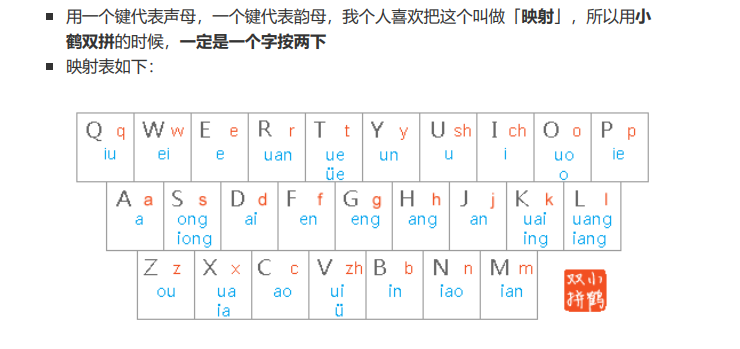 用一个键代表声母，一个键代表韵母，我个人喜欢把这个叫做「映射」，所以用小
鹤双拼的时候，一定是一个字按两下
映射表如下：
Q q W w E e R r T t Y y U sh I ch O o P p
iu ei e uan ue un u i uo ie
üe o
A a S s D d F f G g H h J j K k L l
a ong ai en eng ang an uai uang
iong ing iang
Z z X x C c V zh B b N n M m
ou ua ao ui in iao ian
ia ü
双小
拼鹤